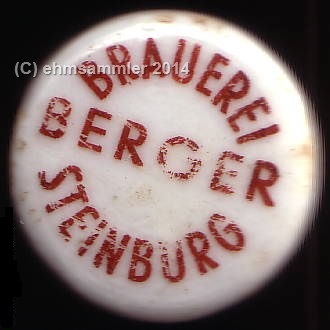 (C) ehmsammler 2014
BRAUEREI
BERGER
STEINBURG